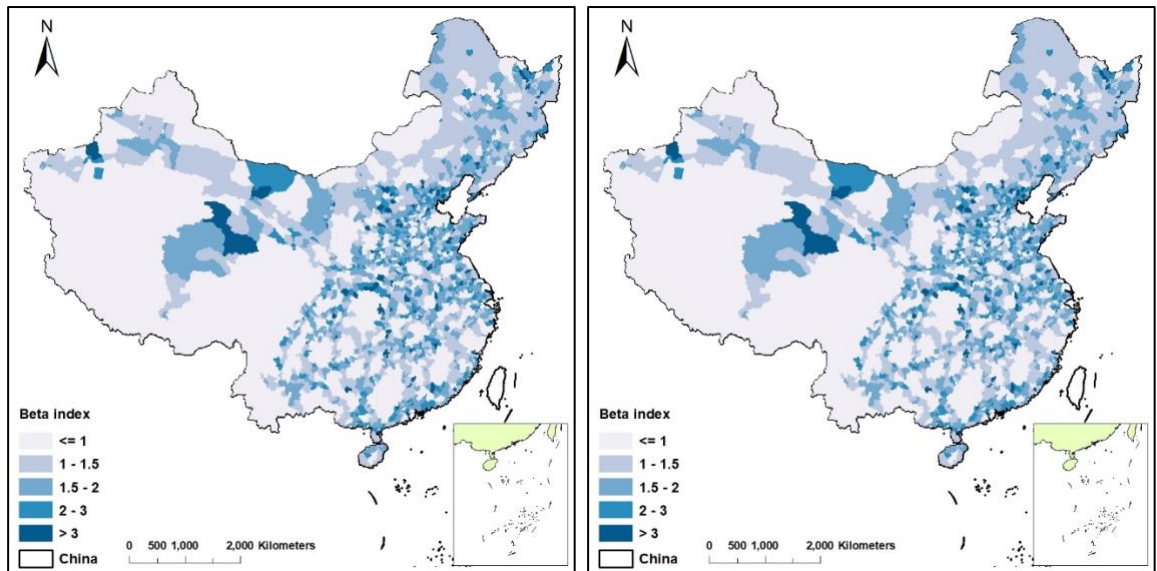 N
Beta index
<= 1
1 - 1.5
1.5 - 2
2 - 3
> 3
China
0 500 1,000 2,000 Kilometers
N
Beta index
<= 1
1 - 1.5
1.5 - 2
2 - 3
> 3
China
0 500 1,000 2,000 Kilometers